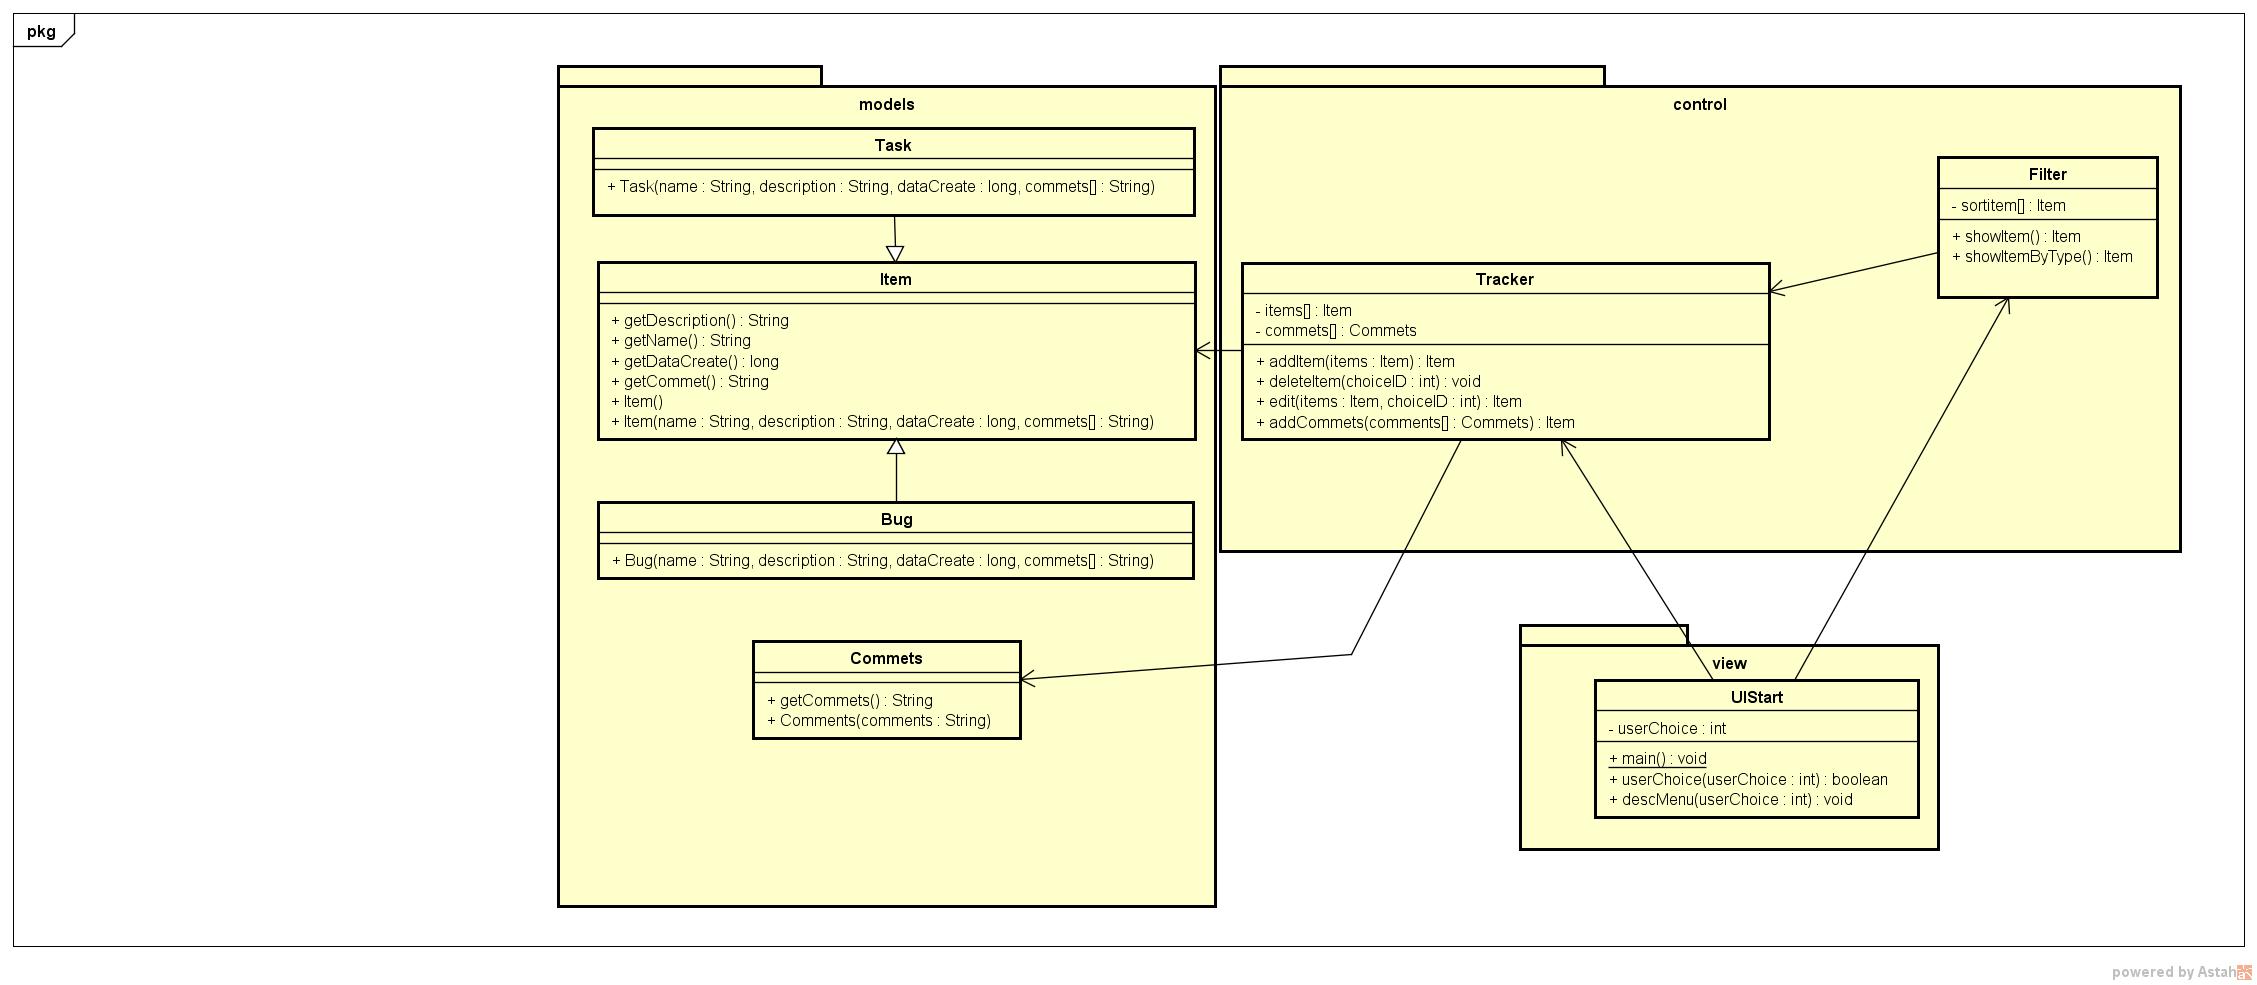 pkg
models
Task
+ Task(name : String, description : String, dataCreate : long, commets[] : String)
Item
+ getDescription() : String
+ getName() : String
+ getDataCreate() : long
+ getCommet() : String
+ Item()
+ Item(name : String, description : String, dataCreate : long, commets[] : String)
Bug
+ Bug(name : String, description : String, dataCreate : long, commets[] : String)
Commets
+ getCommets() : String
+ Comments(comments : String)
control
Filter
- sortitem[] : Item
+ showItem() : Item
+ showItemByType() : Item
Tracker
- items[] : Item
- commets[] : Commets
+ addItem(items : Item) : Item
+ deleteItem(choiceID : int) : void
+ edit(items : Item, choiceID : int) : Item
+ addCommets(comments[] : Commets) : Item
view
UIStart
- userChoice : int
+ main() : void
+ userChoice(userChoice : int) : boolean
+ descMenu(userChoice : int) : void
powered by Astah